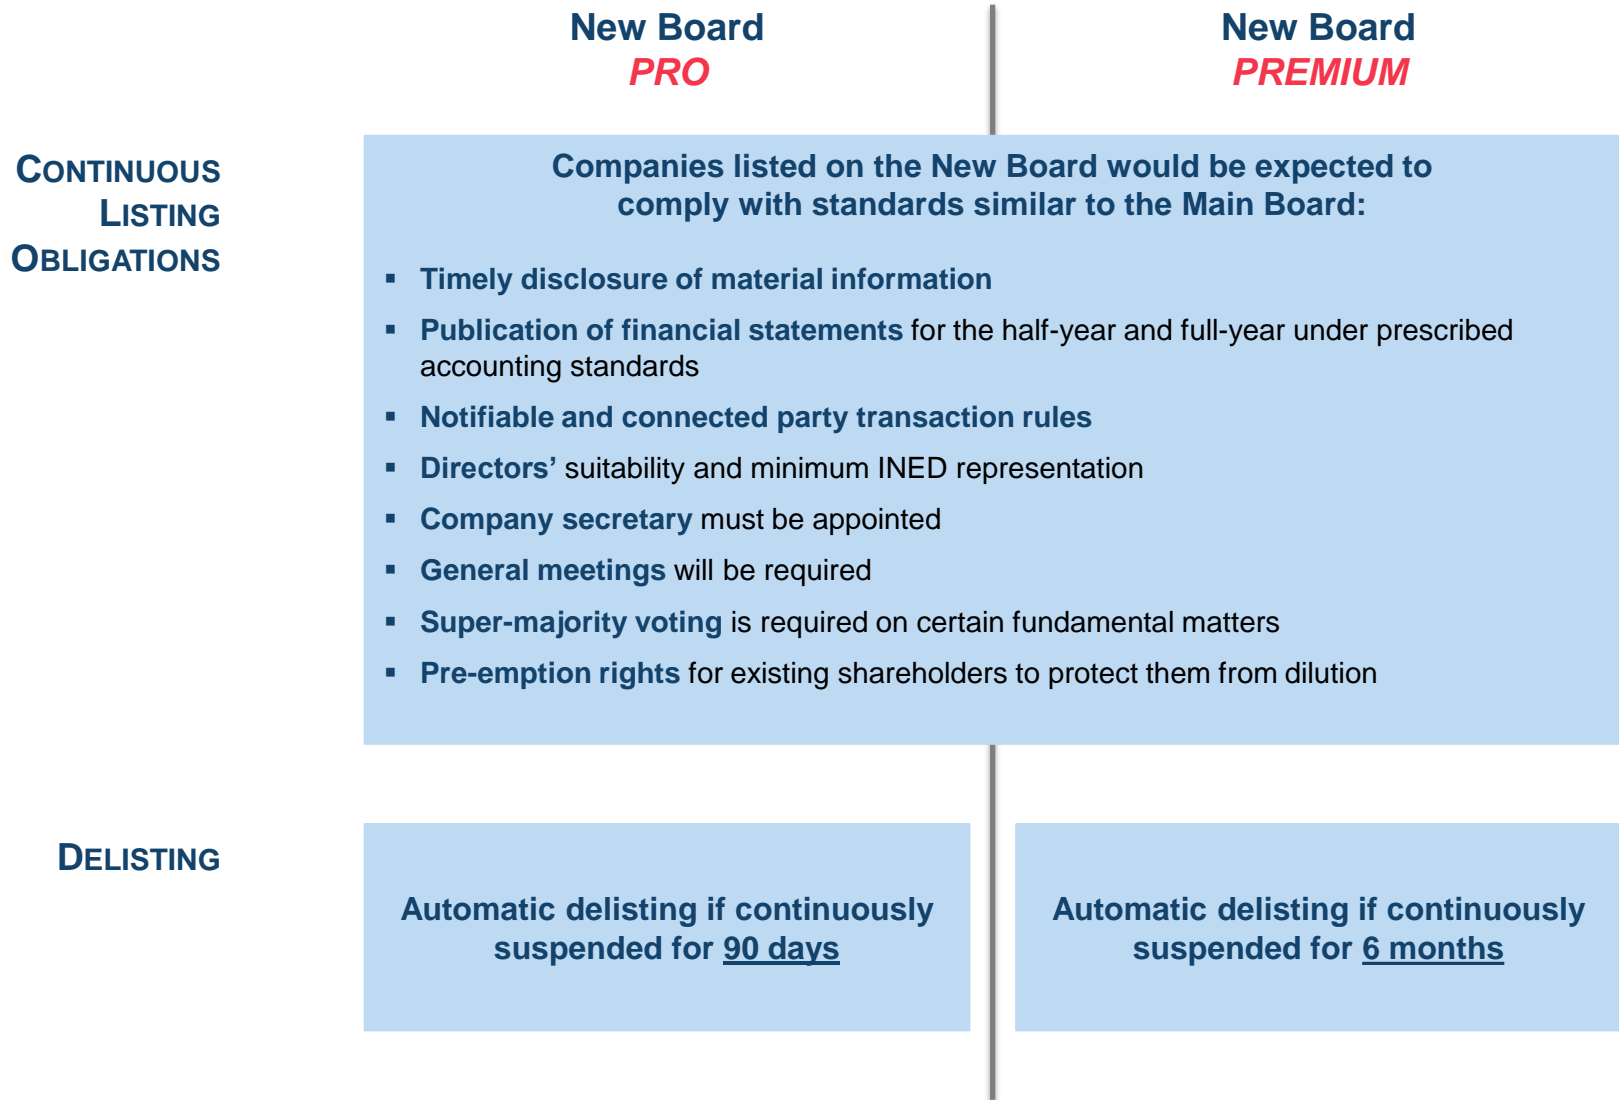 New Board
PRO
New Board
PREMIUM
CONTINUOUS
LISTING
OBLIGATIONS
Companies listed on the New Board would be expected to
comply with standards similar to the Main Board:
▪ Timely disclosure of material information
▪ Publication of financial statements for the half-year and full-year under prescribed
accounting standards
▪ Notifiable and connected party transaction rules
▪ Directors’ suitability and minimum INED representation
▪ Company secretary must be appointed
▪ General meetings will be required
▪ Super-majority voting is required on certain fundamental matters
▪ Pre-emption rights for existing shareholders to protect them from dilution
DELISTING
Automatic delisting if continuously
suspended for 90 days
Automatic delisting if continuously
suspended for 6 months